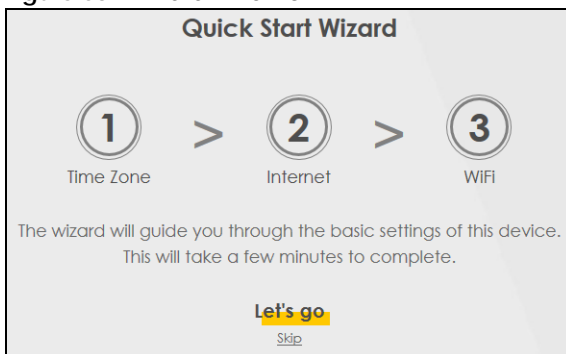 Quick Start Wizard
1 > 2 > 3
Time Zone Internet WiFi
The wizard will guide you through the basic settings of this device.
This will take a few minutes to complete.
Let's go
Skip